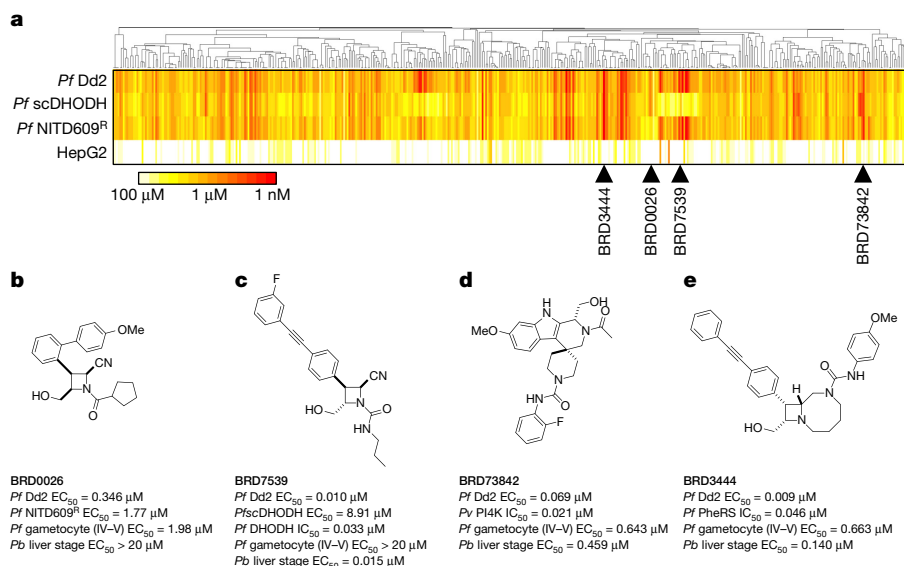 a
Pf Dd2
Pf scDHODH
Pf NITD609R
HepG2
100 μM 1 μM 1 nM
BRD3444
BRD0026
BRD7539
BRD73842
b
OMe
CN
HO
N
O
c
F
CN
HO
N
O
HN
d
HN
OH
MeO
N
O
N
HN
O
F
e
OMe
O
NH
N
H
N
HO
BRD0026
Pf Dd2 EC50 = 0.346 μM
Pf NITD609R EC50 = 1.77 μM
Pf gametocyte (IV–V) EC50 = 1.98 μM
Pb liver stage EC50 > 20 μM
BRD7539
Pf Dd2 EC50 = 0.010 μM
PfscDHODH EC50 = 8.91 μM
Pf DHODH IC50 = 0.033 μM
Pf gametocyte (IV–V) EC50 > 20 μM
Pb liver stage EC50 = 0.015 μM
BRD73842
Pf Dd2 EC50 = 0.069 μM
Pv PI4K IC50 = 0.021 μM
Pf gametocyte (IV–V) EC50 = 0.643 μM
Pb liver stage EC50 = 0.459 μM
BRD3444
Pf Dd2 EC50 = 0.009 μM
Pf PheRS IC50 = 0.046 μM
Pf gametocyte (IV–V) EC50 = 0.663 μM
Pb liver stage EC50 = 0.140 μM